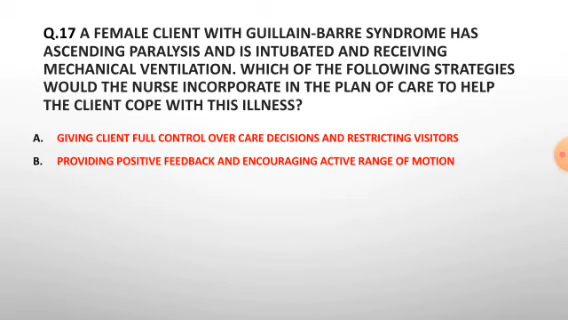 Q.17 A FEMALE CLIENT WITH GUILLAIN-BARRE SYNDROME HAS
ASCENDING PARALYSIS AND IS INTUBATED AND RECEIVING
MECHANICAL VENTILATION. WHICH OF THE FOLLOWING STRATEGIES
WOULD THE NURSE INCORPORATE IN THE PLAN OF CARE TO HELP
THE CLIENT COPE WITH THIS ILLNESS?
A. GIVING CLIENT FULL CONTROL OVER CARE DECISIONS AND RESTRICTING VISITORS
B. PROVIDING POSITIVE FEEDBACK AND ENCOURAGING ACTIVE RANGE OF MOTION